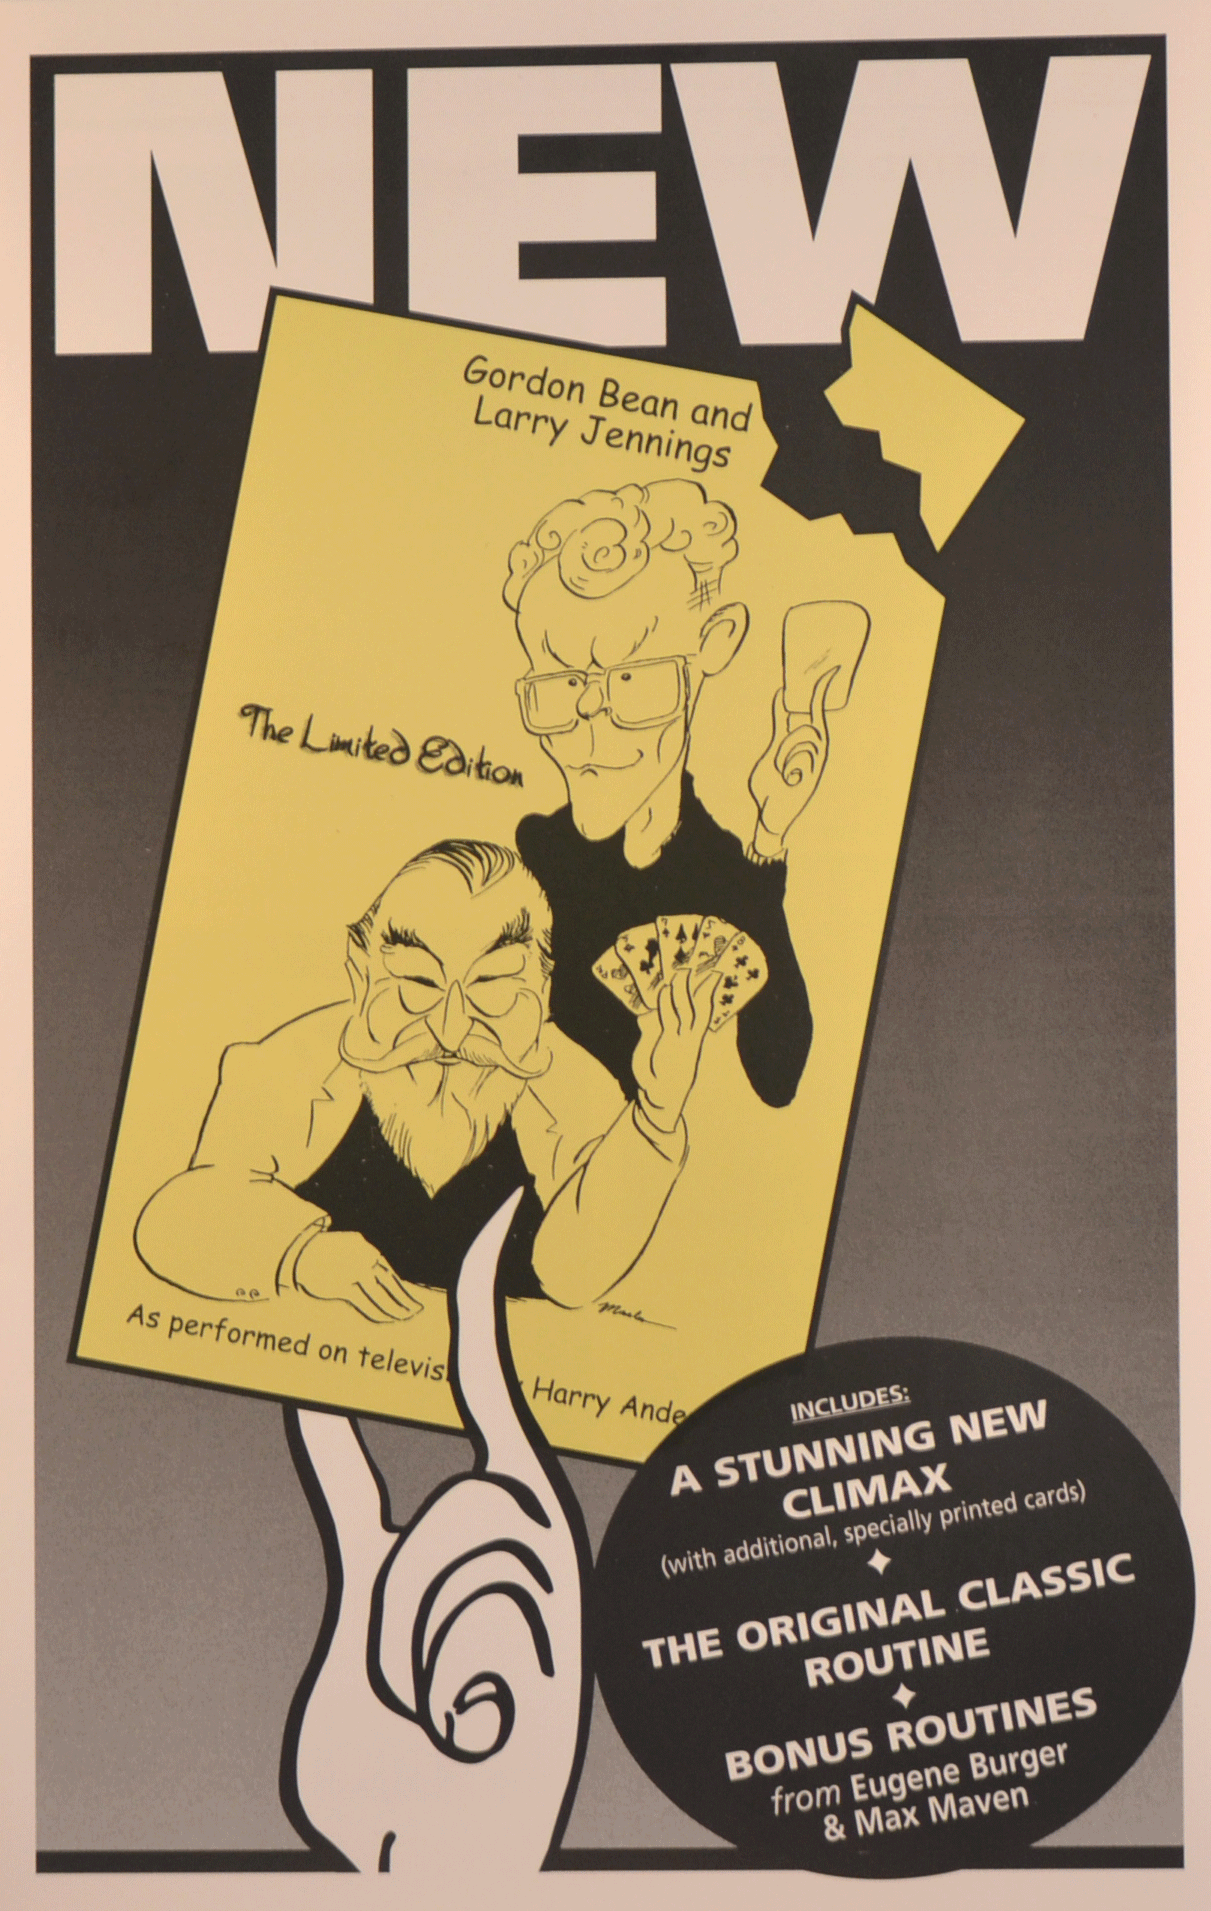 NEW
Gordon Bean and
Larry Jennings
The Limited Edition
As performed on televis
Harry Ande
INCLUDES:
A STUNNING NEW
CLIMAX
(with additional, specially printed cards)
THE ORIGINAL CLASSIC
ROUTINE
BONUS ROUTINES
from Eugene Burger
& Max Maven